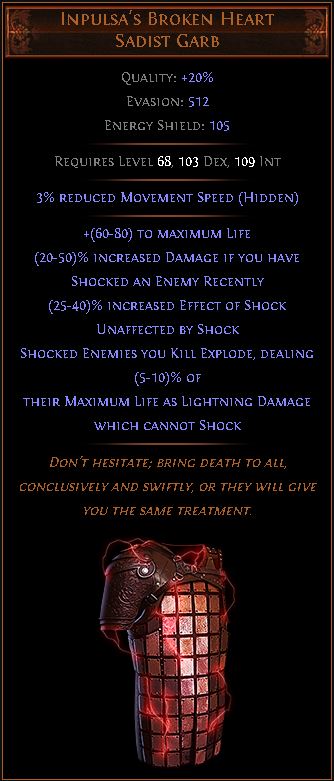 Inpulsa's Broken Heart
Sadist Garb
Quality: +20%
Evasion: 512
Energy Shield: 105
Requires Level 68, 103 Dex, 109 Int
3% reduced Movement Speed (Hidden)
+(60-80) to maximum Life
(20-50)% increased Damage if you have
Shocked an Enemy Recently
(25-40)% increased Effect of Shock
Unaffected by Shock
Shocked Enemies you Kill Explode, dealing
(5-10)% of
their Maximum Life as Lightning Damage
which cannot Shock
Don't hesitate; bring death to all,
conclusively and swiftly, or they will give
you the same treatment.